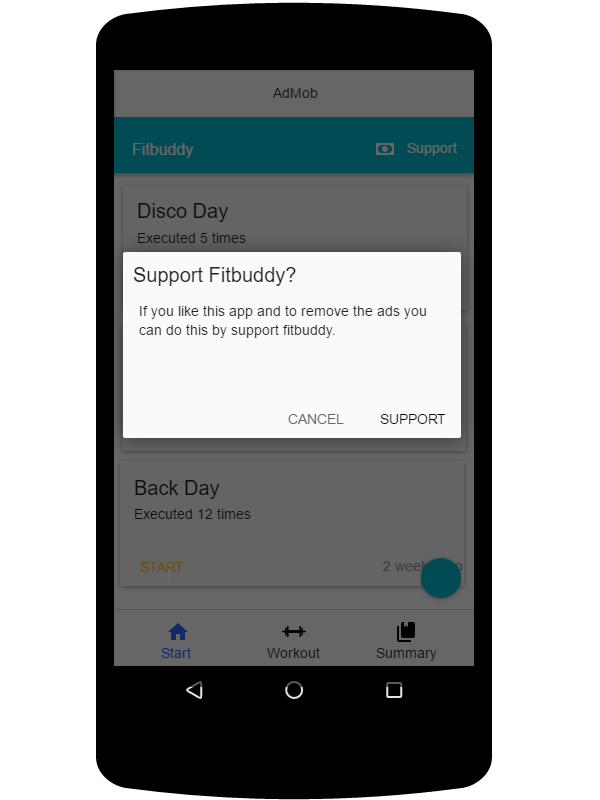 AdMob
Fitbuddy
Support
Disco Day
Executed 5 times
Support Fitbuddy?
If you like this app and to remove the ads you
can do this by support fitbuddy.
CANCEL
SUPPORT
Back Day
Executed 12 times
START
2
Start
Workout
Summary